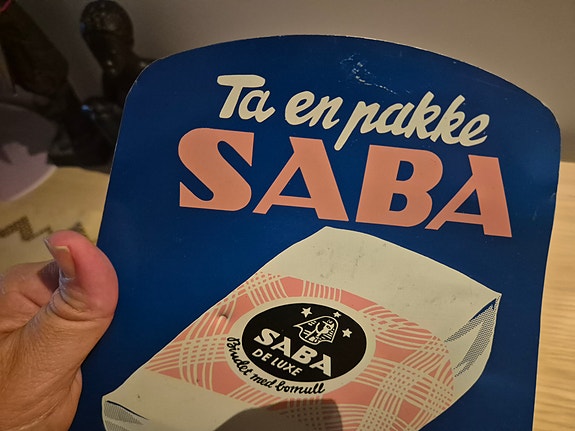 Ta en pakke
SABA
SABA
DE LUXE
Bundet med bomull